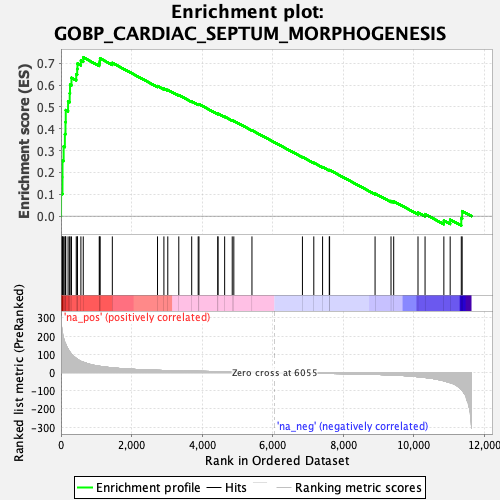 Enrichment plot:
GOBP_CARDIAC_SEPTUM_MORPHOGENESIS
Enrichment score (ES)
0.7
0.6
0.5
0.4
0.3
0.2
0.1
0.0
'na_pos' (positively correlated)
Ranked list metric (PreRanked)
300
200
100
0
-100
-200
-300
Zero cross at 6055
'na_neg' (negatively correlated)
0
2,000
4,000
6,000
8,000
10,000
12,000
Rank in Ordered Dataset
Enrichment profile
Hits
Ranking metric scores